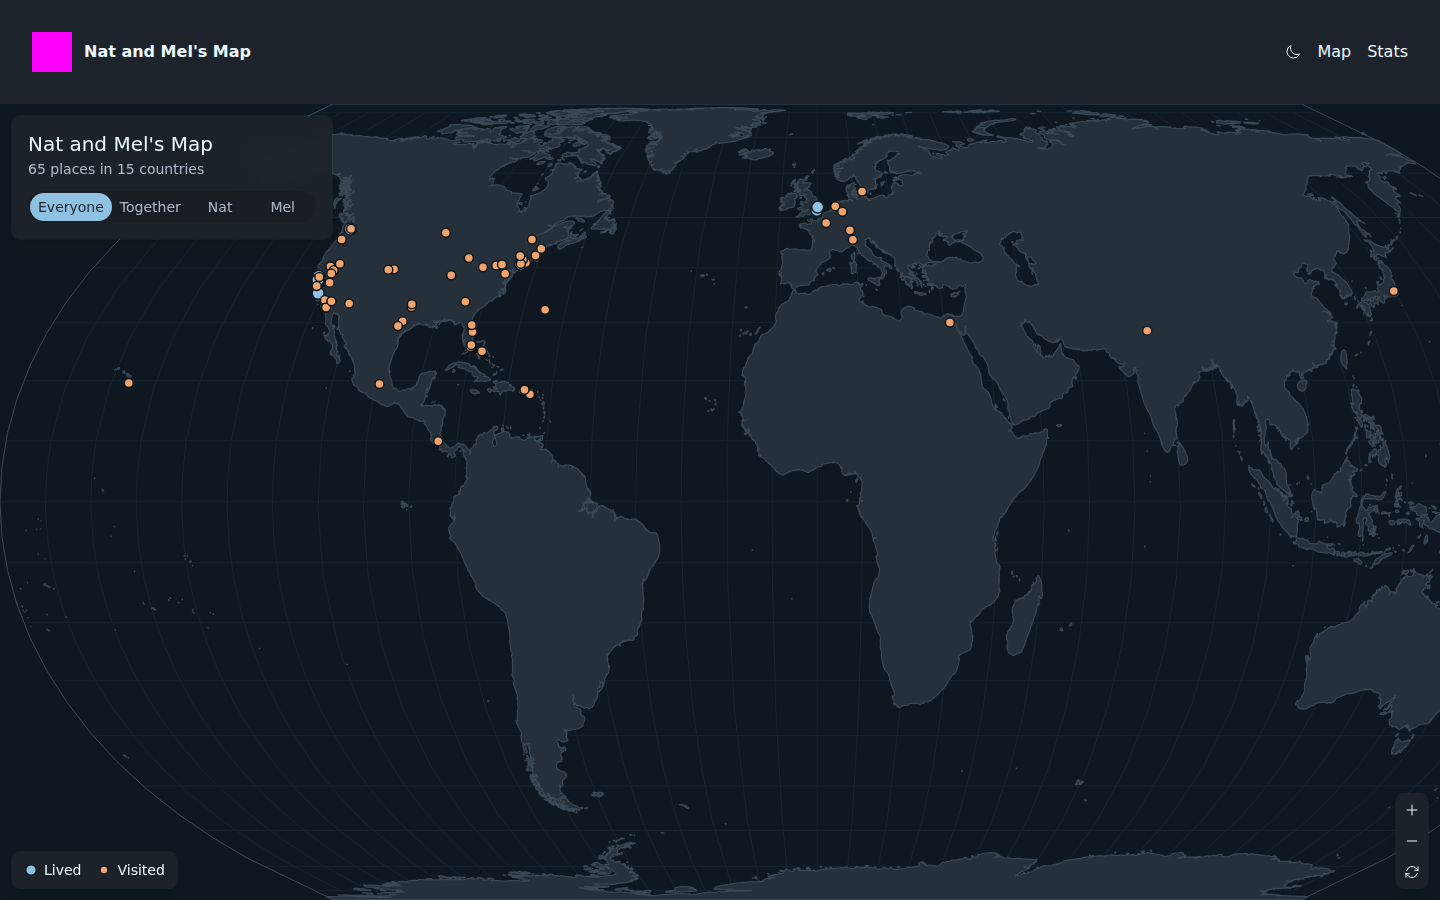 Nat and Mel's Map
Map
Stats
Nat and Mel's Map
65 places in 15 countries
Everyone
Together
Nat
Mel
Lived
Visited